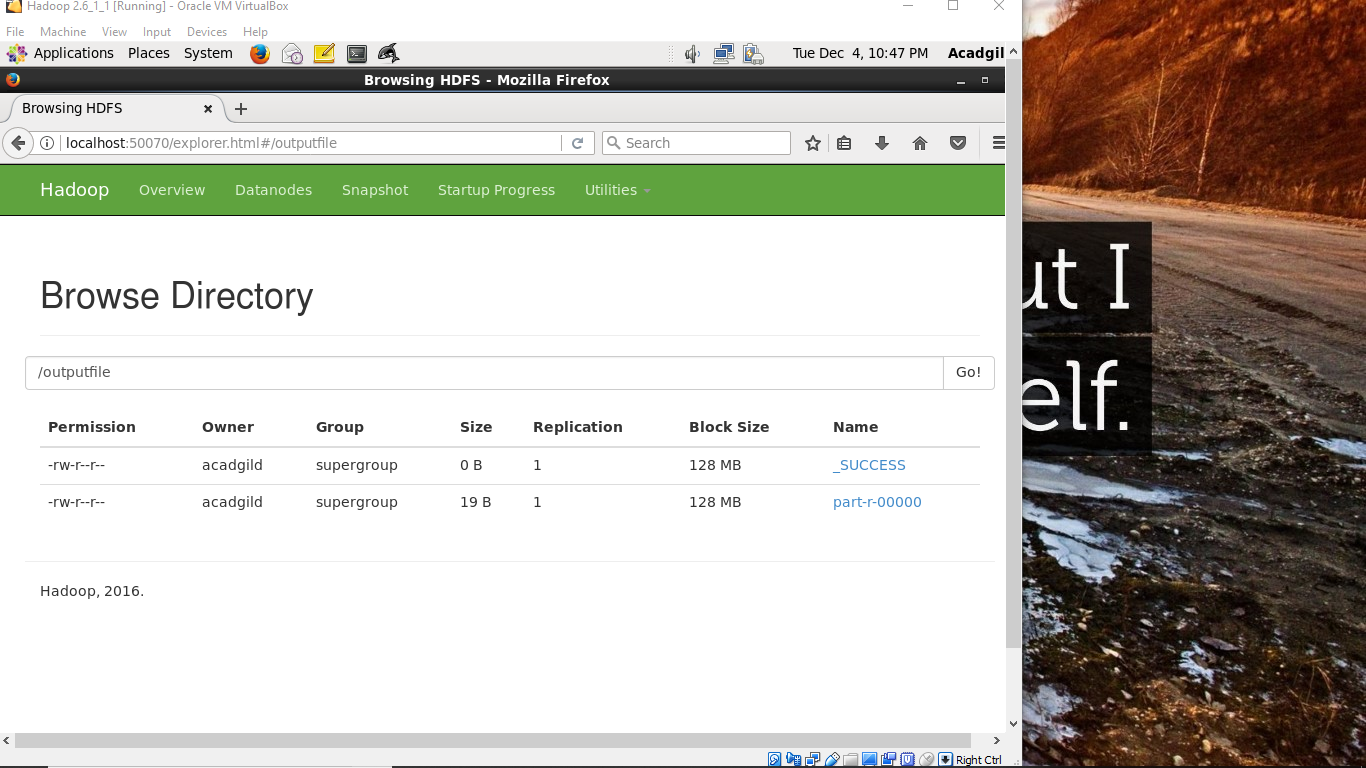 Hadoop 2.6_1_1 [Running] - Oracle VM VirtualBox
File Machine View Input Devices Help
Applications Places System Tue Dec 4, 10:47 PM Acadgil
Browsing HDFS - Mozilla Firefox
Browsing HDFS
localhost:50070/explorer.html#/outputfile Search
Hadoop Overview Datanodes Snapshot Startup Progress Utilities
Browse Directory
/outputfile Go!
Permission Owner Group Size Replication Block Size Name
-rw-r--r-- acadgild supergroup 0 B 1 128 MB _SUCCESS
-rw-r--r-- acadgild supergroup 19 B 1 128 MB part-r-00000
Hadoop, 2016.
Right Ctrl
ut I
elf.